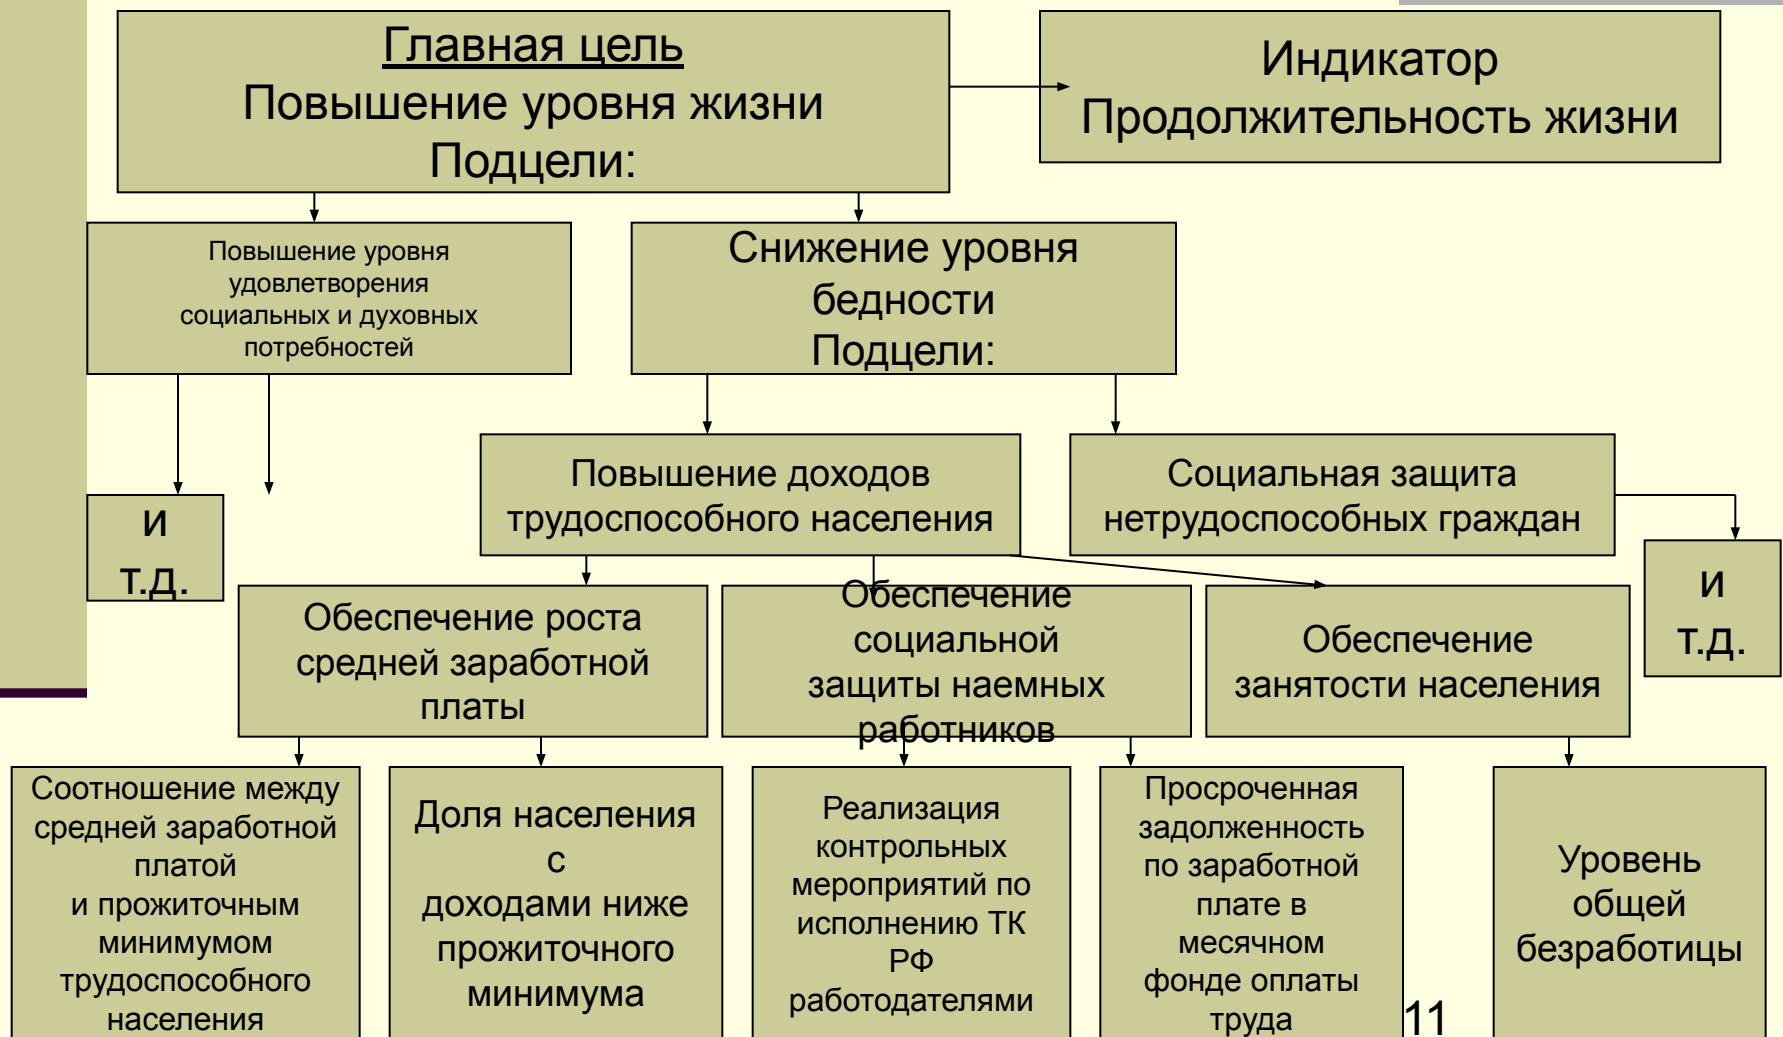 Главная цель
Повышение уровня жизни
Подцели:
Индикатор
Продолжительность жизни
Повышение уровня
удовлетворения
социальных и духовных
потребностей
Снижение уровня
бедности
Подцели:
Повышение доходов
трудоспособного населения
Социальная защита
нетрудоспособных граждан
и
т.д.
и
т.д.
Обеспечение роста
средней заработной
платы
Обеспечение
социальной
защиты наемных
работников
Обеспечение
занятости населения
Соотношение между
средней заработной
платой
и прожиточным
минимумом
трудоспособного
населения
Доля населения
с
доходами ниже
прожиточного
минимума
Реализация
контрольных
мероприятий по
исполнению ТК
РФ
работодателями
Просроченная
задолженность
по заработной
плате в
месячном
фонде оплаты
труда
Уровень
общей
безработицы
11